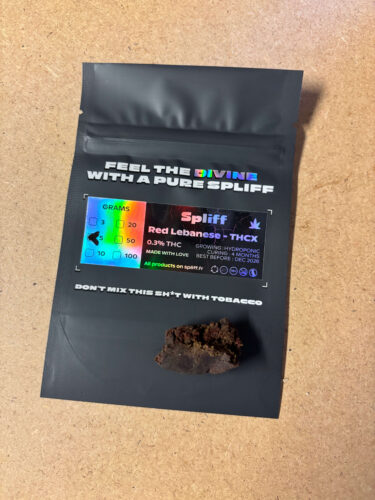 FEEL THE DIVINE
WITH A PURE SPLIFF
GRAMS
3 20
5 50
10 100
Spliff
Red Lebanese - THCX
0.3% THC
MADE WITH LOVE
GROWING : HYDROPONIC
CURING : 4 MONTHS
BEST BEFORE : DEC 2026
All products on spliff.fr
DON'T MIX THIS SH*T WITH TOBACCO